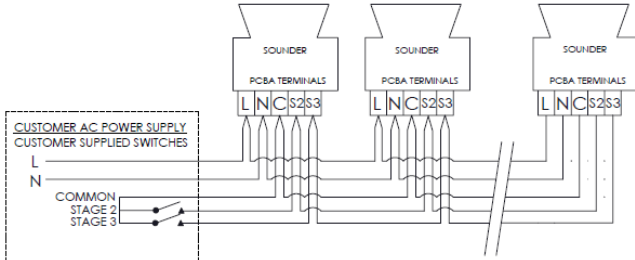 SOUNDER SOUNDER SOUNDER
PCBA TERMINALS PCBA TERMINALS PCBA TERMINALS
L N C S2 S3 L N C S2 S3 L N C S2 S3
CUSTOMER AC POWER SUPPLY
CUSTOMER SUPPLIED SWITCHES
L
N
COMMON
STAGE 2
STAGE 3